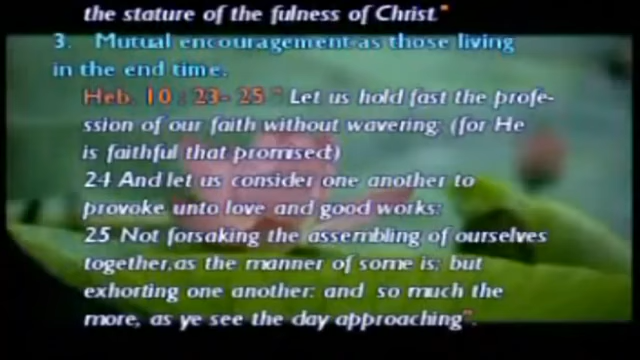 the stature of the fulness of Christ"
3. Mutual encouragement as those living
in the end time.
Heb. 10 : 23- 25 " Let us hold fast the profe-
ssion of our faith without wavering; (for He
is faithful that promised;)
24 And let us consider one another to
provoke unto love and good works:
25 Not forsaking the assembling of ourselves
together, as the manner of some is; but
exhorting one another: and so much the
more, as ye see the day approaching".